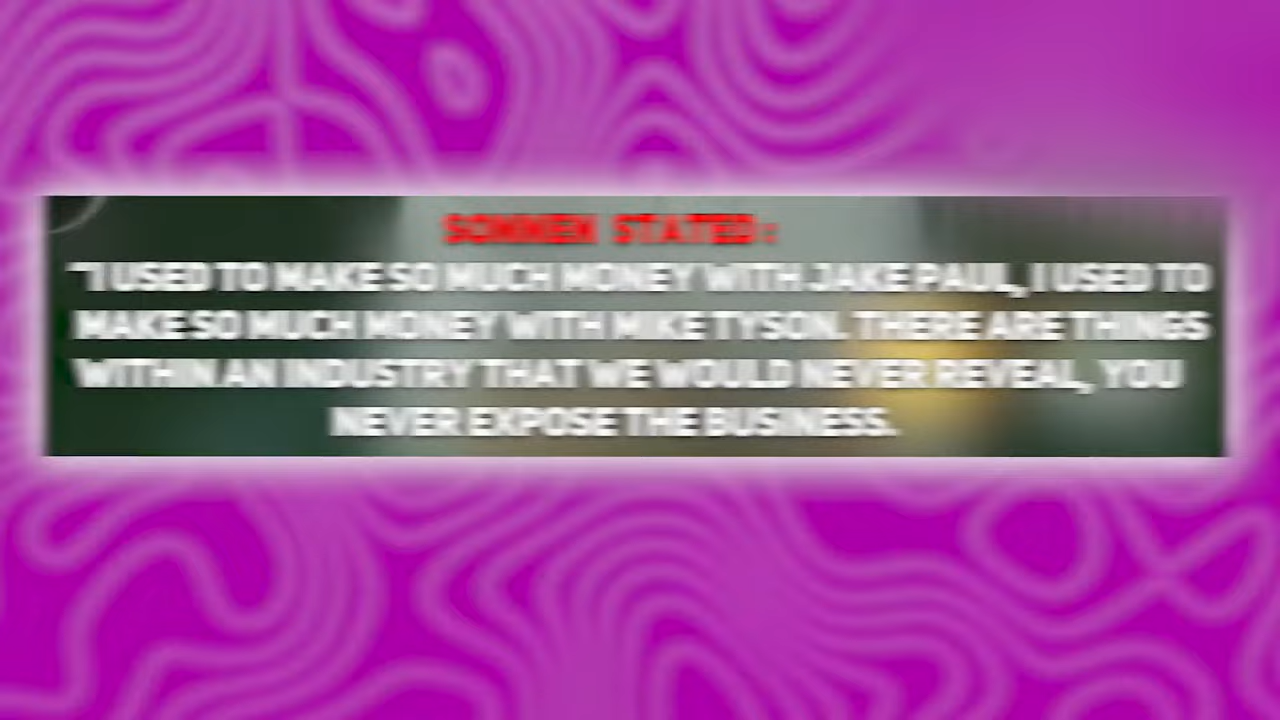 SONNEN STATED:
"I USED TO MAKE SO MUCH MONEY WITH JAKE PAUL, I USED TO
MAKE SO MUCH MONEY WITH MIKE TYSON. THERE ARE THINGS
WITHIN AN INDUSTRY THAT WE WOULD NEVER REVEAL, YOU
NEVER EXPOSE THE BUSINESS.